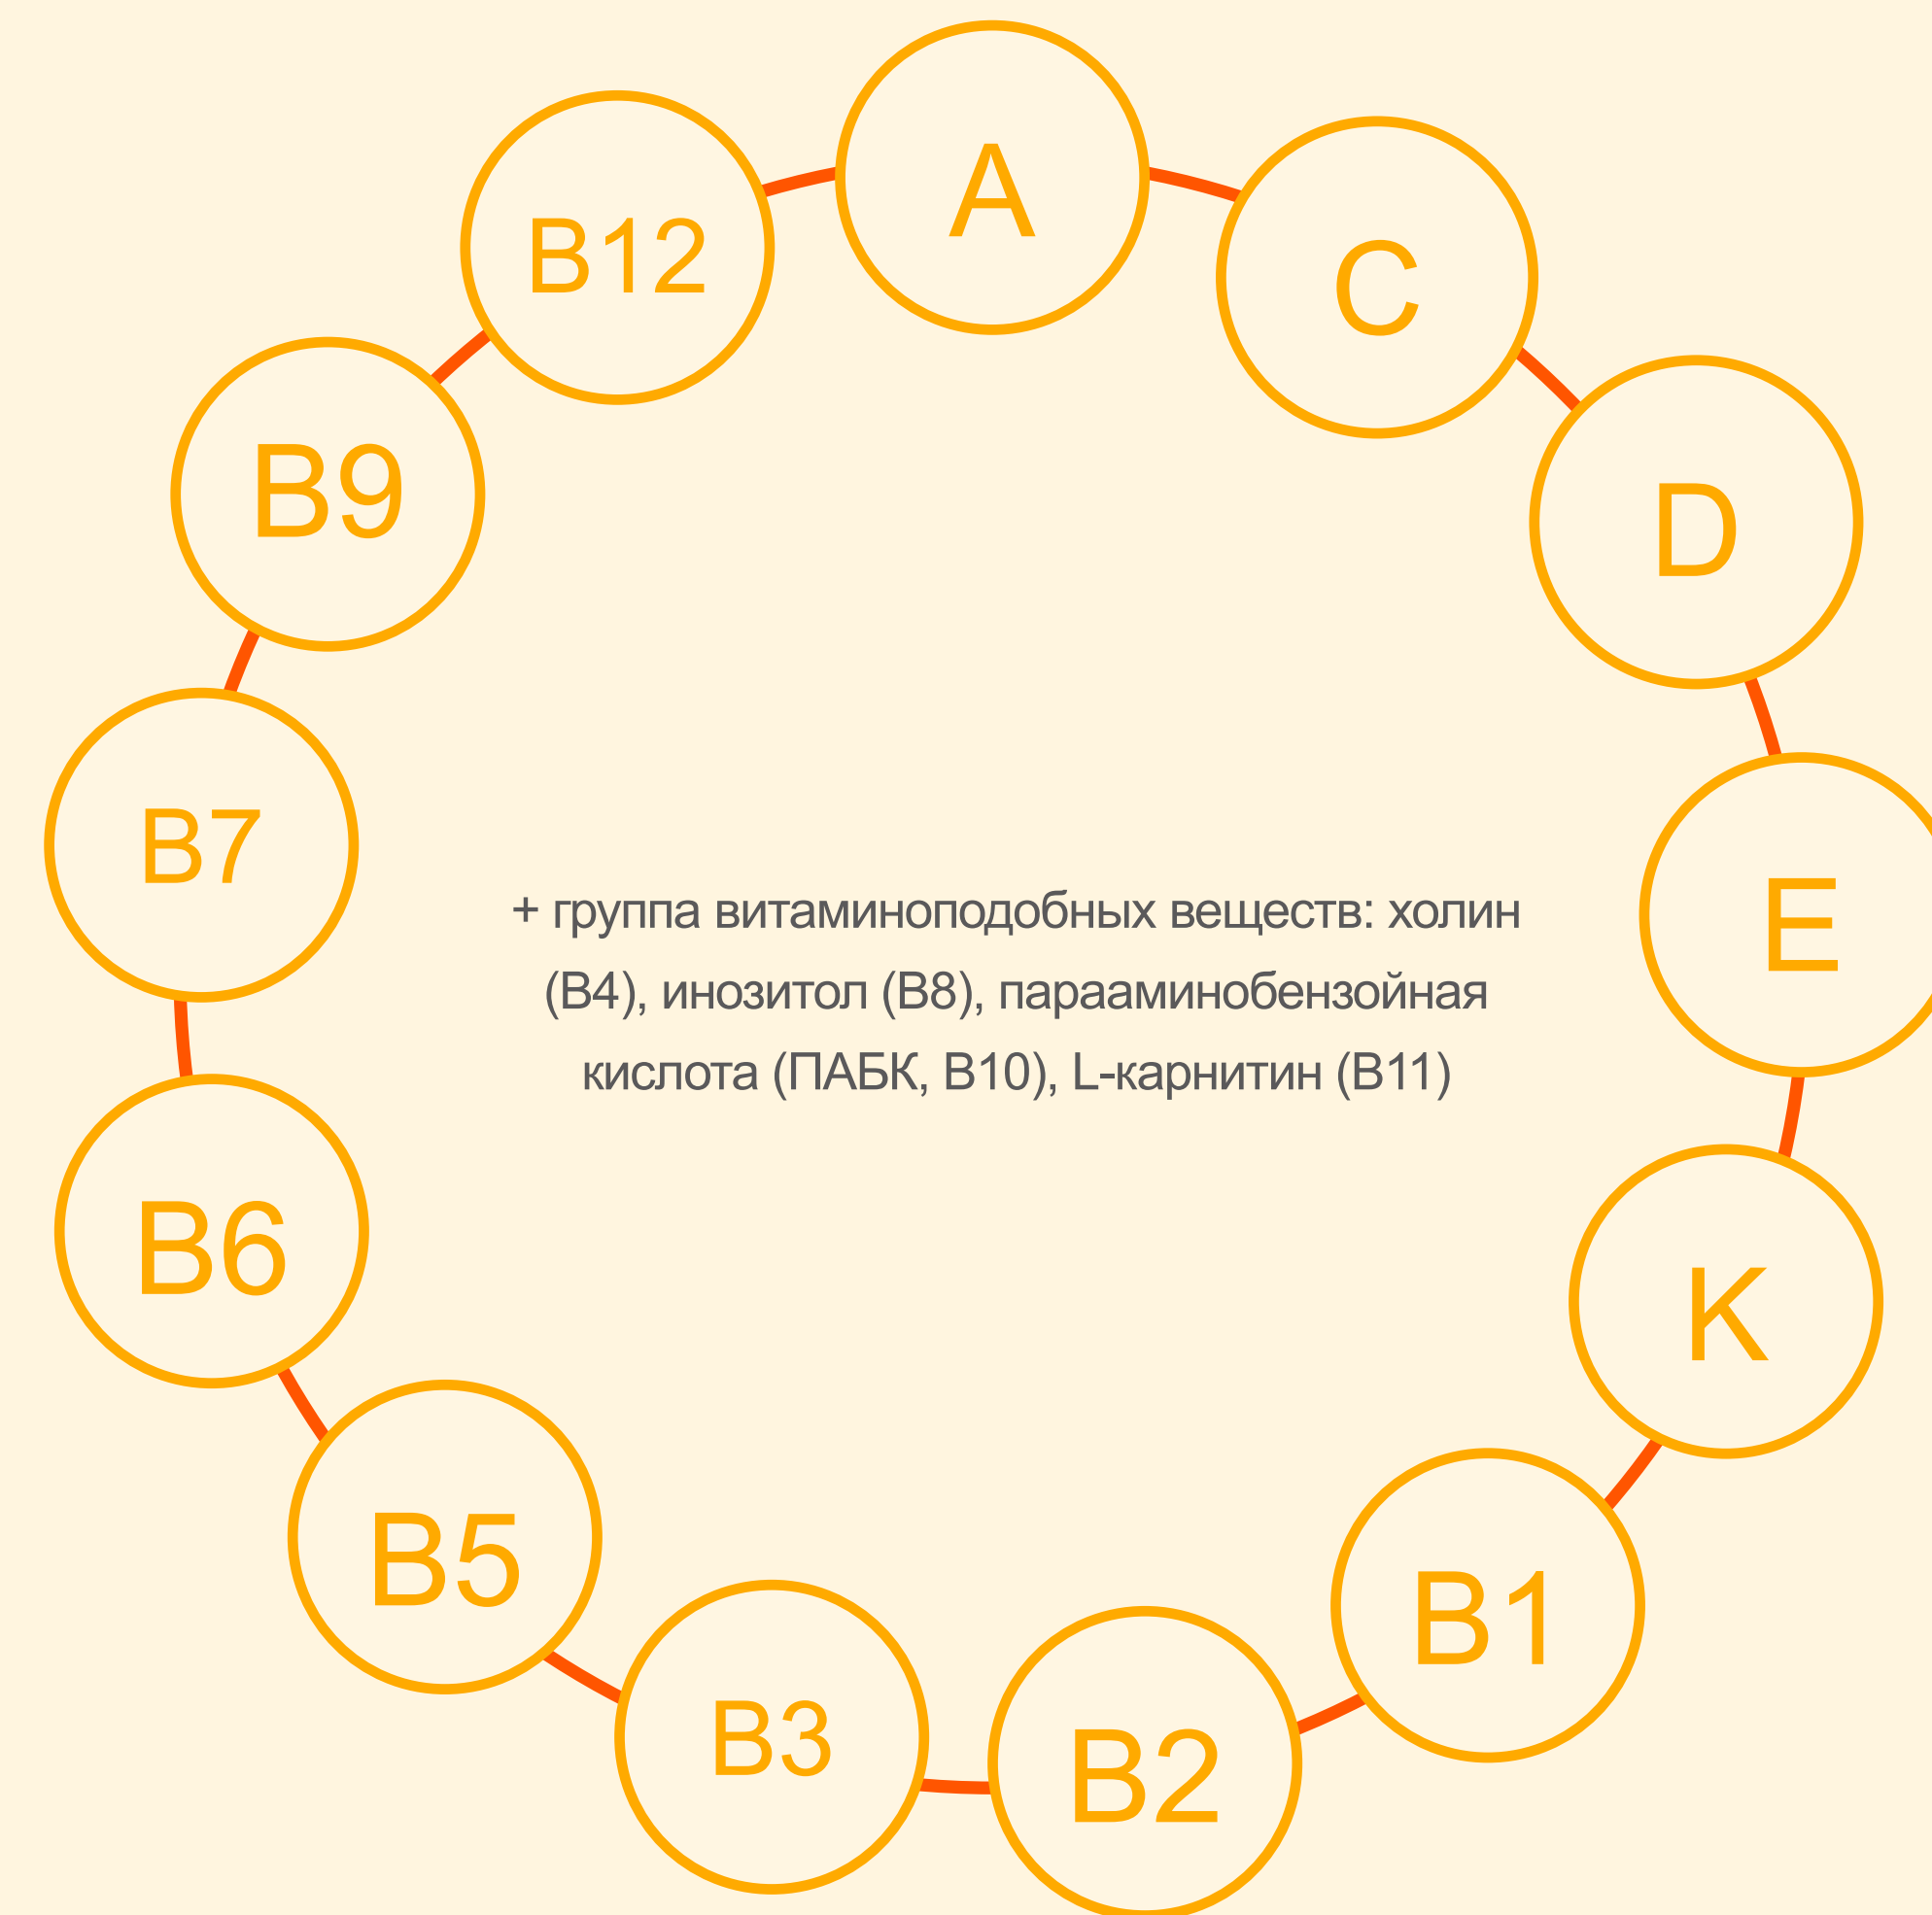 A
C
D
E
K
B1
B2
B3
B5
B6
B7
B9
B12
+ группа витаминоподобных веществ: холин
(B4), инозитол (B8), парааминобензойная
кислота (ПАБК, B10), L-карнитин (B11)